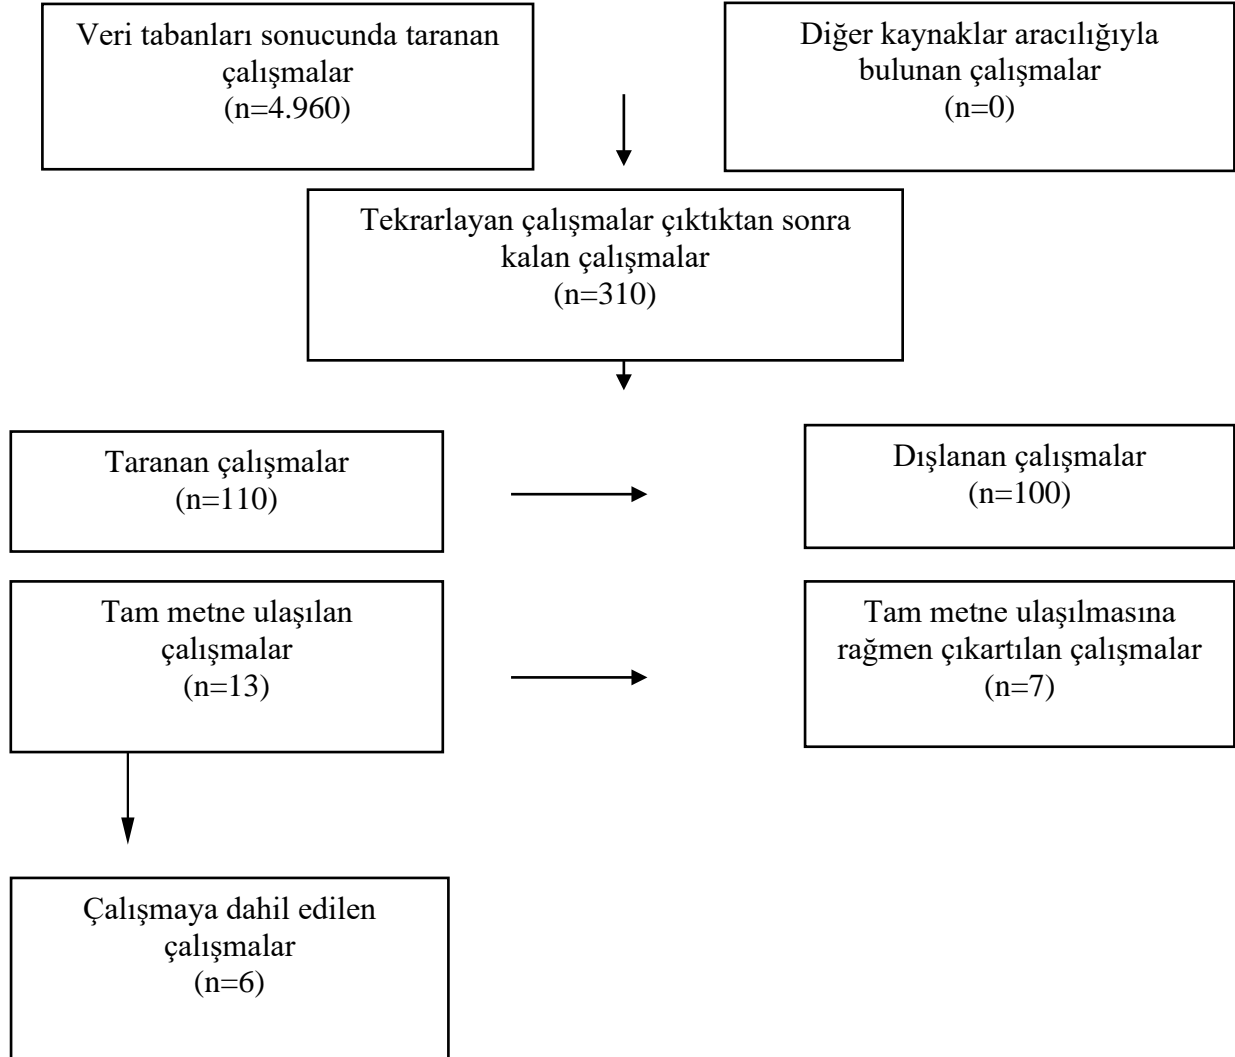 Veri tabanları sonucunda taranan
çalışmalar
(n=4.960)
Diğer kaynaklar aracılığıyla
bulunan çalışmalar
(n=0)
Tekrarlayan çalışmalar çıktıktan sonra
kalan çalışmalar
(n=310)
Taranan çalışmalar
(n=110)
Dışlanan çalışmalar
(n=100)
Tam metne ulaşılan
çalışmalar
(n=13)
Tam metne ulaşılmasına
rağmen çıkartılan çalışmalar
(n=7)
Çalışmaya dahil edilen
çalışmalar
(n=6)